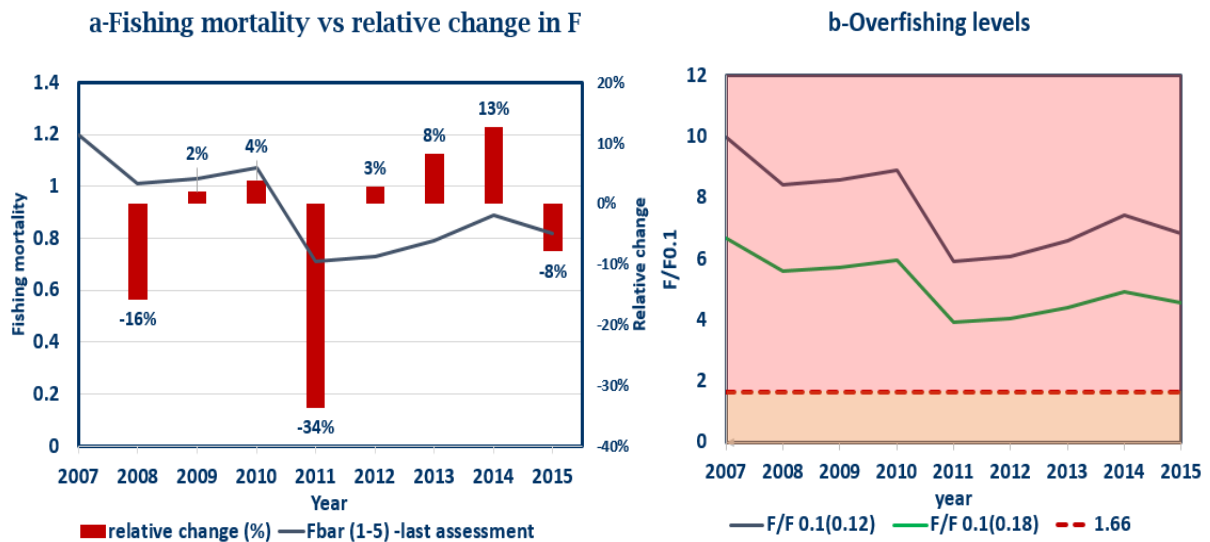 a-Fishing mortality vs relative change in F
1.4
1.2
1
0.8
0.6
0.4
0.2
0
Fishing mortality
20%
10%
0%
-10%
-20%
-30%
-40%
Relative change
-16%
2%
4%
-34%
3%
8%
13%
-8%
2007 2008 2009 2010 2011 2012 2013 2014 2015
Year
relative change (%) Fbar (1-5) -last assessment
b-Overfishing levels
12
10
8
6
4
2
0
F/F0.1
2007 2008 2009 2010 2011 2012 2013 2014 2015
year
F/F 0.1(0.12) F/F 0.1(0.18) 1.66